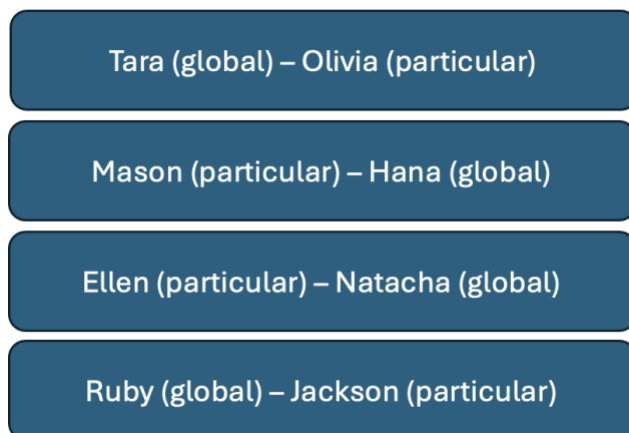 Tara (global) – Olivia (particular)
Mason (particular) – Hana (global)
Ellen (particular) – Natacha (global)
Ruby (global) – Jackson (particular)